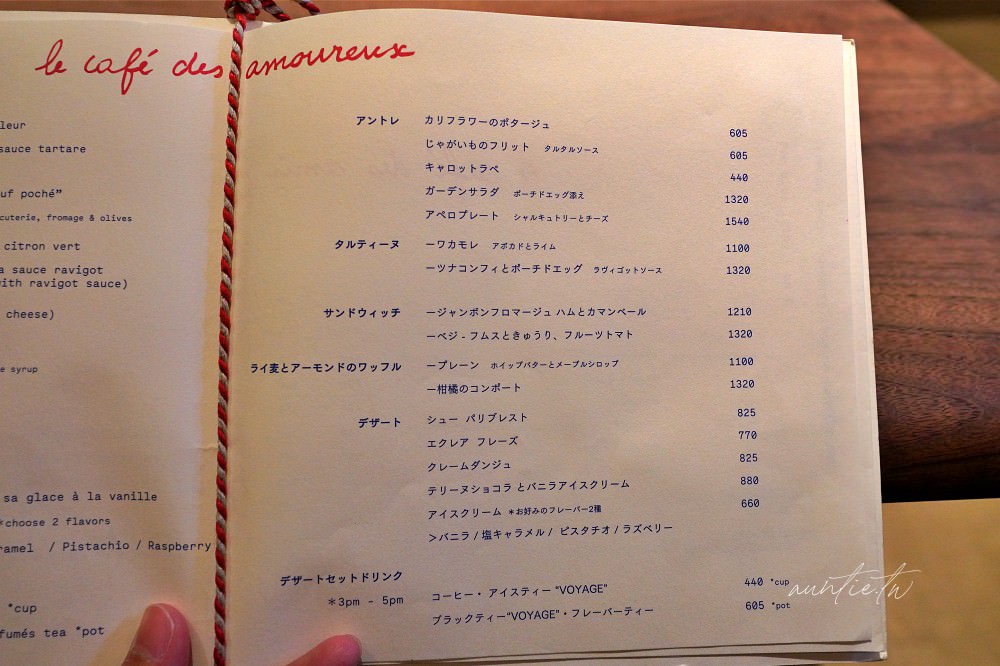 le café des amoureux
leur
sauce tartare
uf poché”
cuterie, fromage & olives
citron vert
a sauce ravigot
with ravigot sauce)
cheese)
e syrup
sa glace à la vanille
*choose 2 flavors
ramel / Pistachio / Raspberry
*cup
fumés tea *pot
アントレ カリフラワーのポタージュ 605
じゃがいものフリット タルタルソース 605
キャロットラペ 440
ガーデンサラダ ポーチドエッグ添え 1320
アペロプレート シャルキュトリーとチーズ 1540
タルティーヌ ーワカモレ アボカドとライム 1100
ーツナコンフィとポーチドエッグ ラヴィゴットソース 1320
サンドウィッチ ージャンボンフロマージュ ハムとカマンベール 1210
ーベジ - フムスときゅうり、フルーツトマト 1320
ライ麦とアーモンドのワッフル ープレーン ホイップバターとメープルシロップ 1100
ー柑橘のコンポート 1320
デザート シュー パリブレスト 825
エクレア フレーズ 770
クレームダンジュ 825
テリーヌショコラ とバニラアイスクリーム 880
アイスクリーム *お好みのフレーバー2種 660
>バニラ / 塩キャラメル / ピスタチオ / ラズベリー
デザートセットドリンク
*3pm - 5pm コーヒー・ アイスティー “VOYAGE” 440 *cup
ブラックティー“VOYAGE”・フレーバーティー 605 *pot
auntie.tw